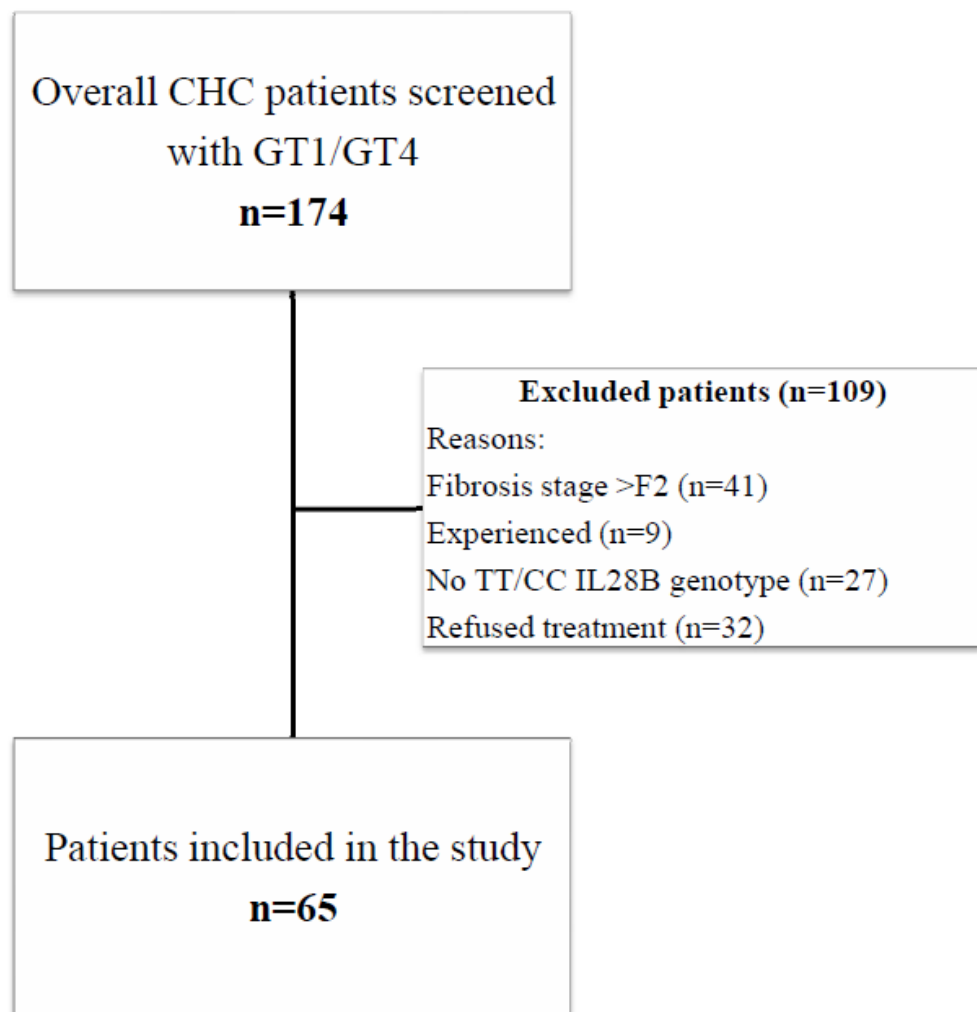 Overall CHC patients screened
with GT1/GT4
n=174
Excluded patients (n=109)
Reasons:
Fibrosis stage >F2 (n=41)
Experienced (n=9)
No TT/CC IL28B genotype (n=27)
Refused treatment (n=32)
Patients included in the study
n=65